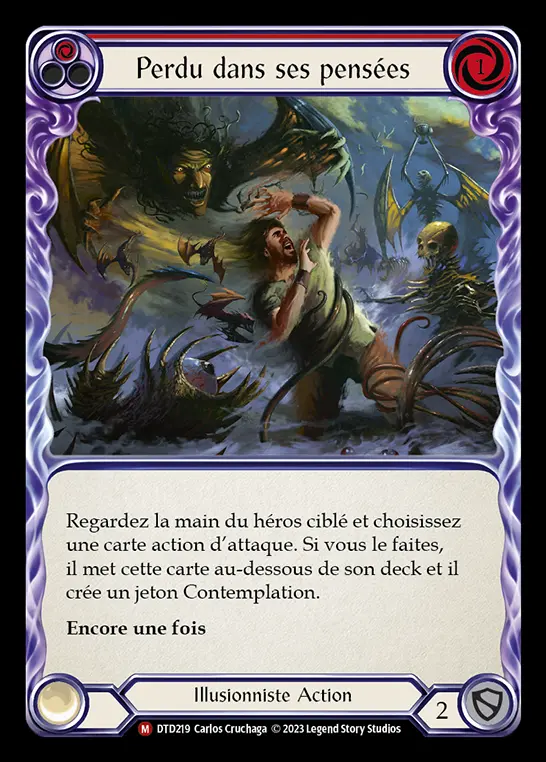 Perdu dans ses pensées
1
Regardez la main du héros ciblé et choisissez
une carte action d'attaque. Si vous le faites,
il met cette carte au-dessous de son deck et il
crée un jeton Contemplation.
Encore une fois
Illusionniste Action
2
M DTD219 Carlos Cruchaga © 2023 Legend Story Studios